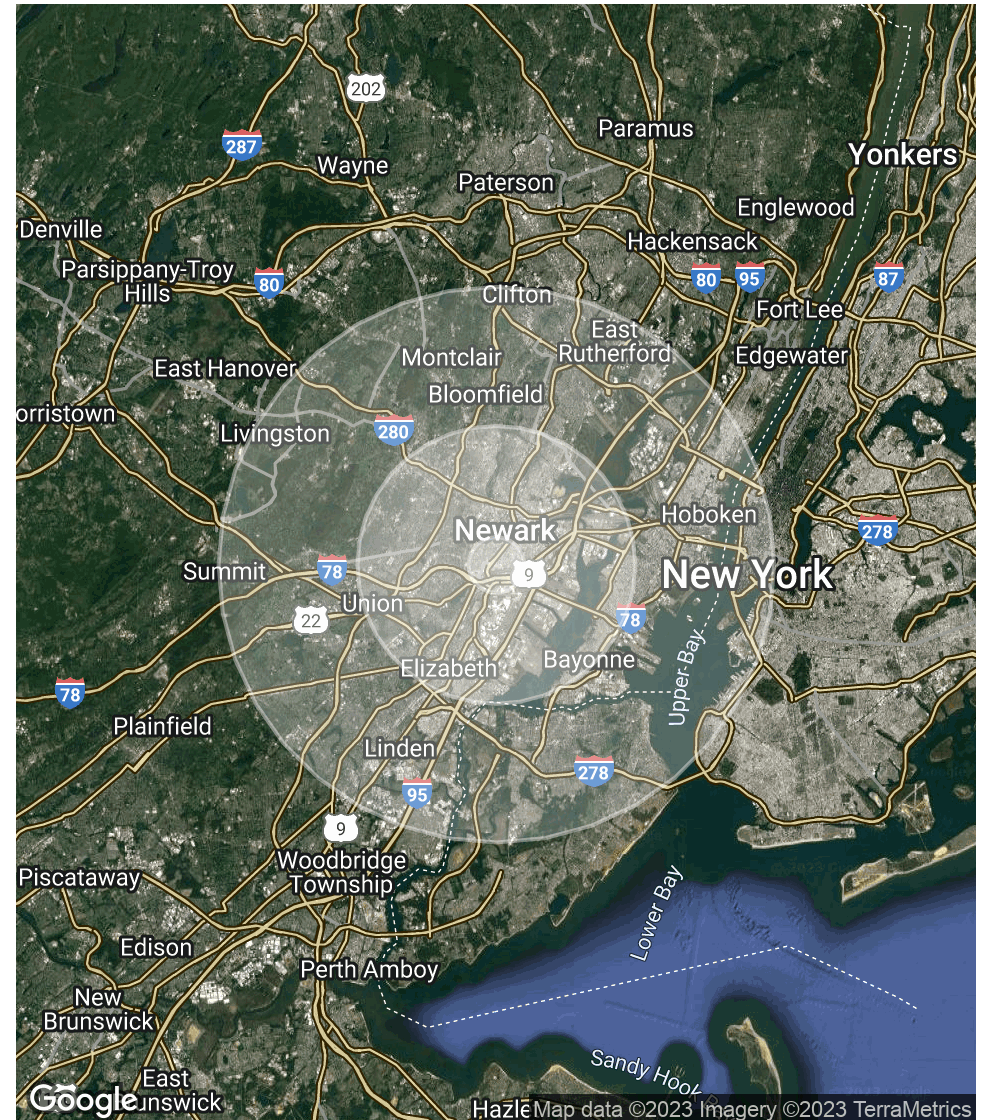 202
Paramus
287
Yonkers
Wayne
Paterson
Englewood
Denville
Hackensack
Parsippany-Troy
Hills
80
80
95
87
Clifton
Fort Lee
East
Rutherford
Montclair
Edgewater
East Hanover
Bloomfield
orristown
280
Livingston
Hoboken
Newark
278
Summit
78
9
New York
Union
22
78
Bayonne
Elizabeth
Upper Bay
78
Plainfield
Linden
278
95
9
Woodbridge
Township
Piscataway
Lower Bay
Edison
Perth Amboy
New
Brunswick
Sandy Hook
East
unswick
Google
Hazle
Map data ©2023 Imagery ©2023 TerraMetrics